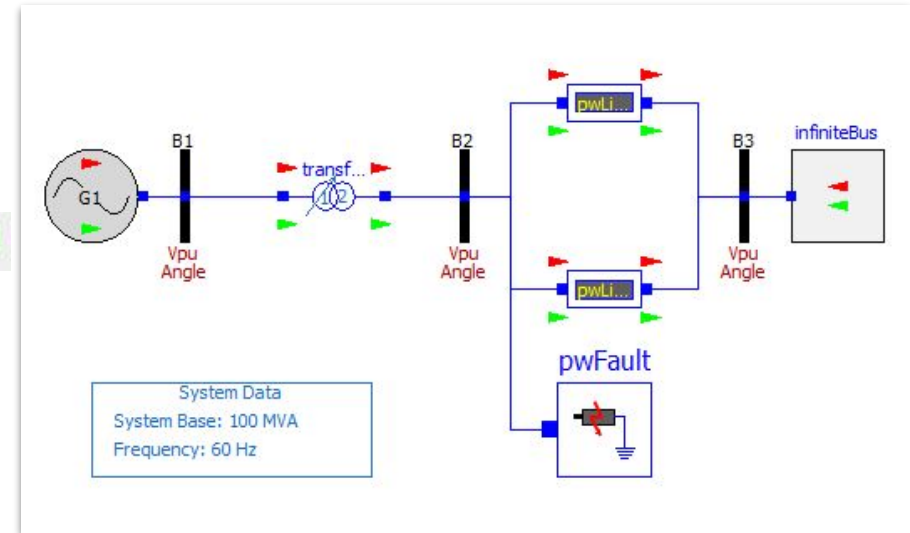 B1
B2
B3
infiniteBus
G1
transf...
12
pwLi...
pwLi...
Vpu
Angle
Vpu
Angle
Vpu
Angle
pwFault
System Data
System Base: 100 MVA
Frequency: 60 Hz